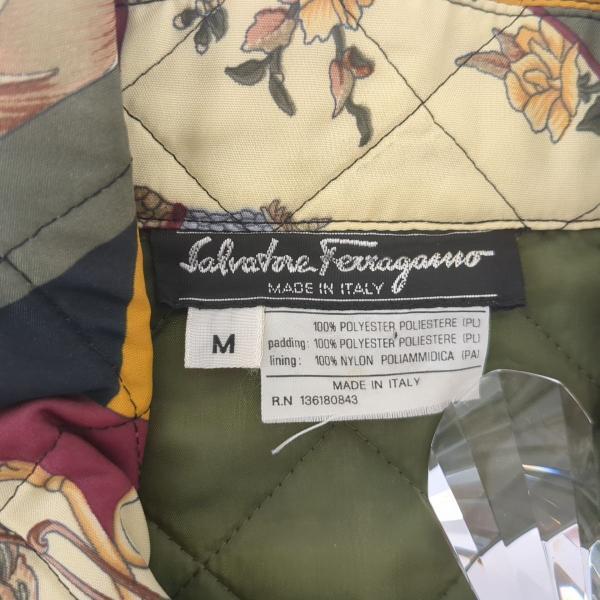 Salvatore Ferragamo
MADE IN ITALY
M
100% POLYESTER POLIESTERE (PL)
padding: 100% POLYESTER POLIESTERE (PL)
lining: 100% NYLON POLIAMMIDICA (PA)
MADE IN ITALY
R.N 136180843